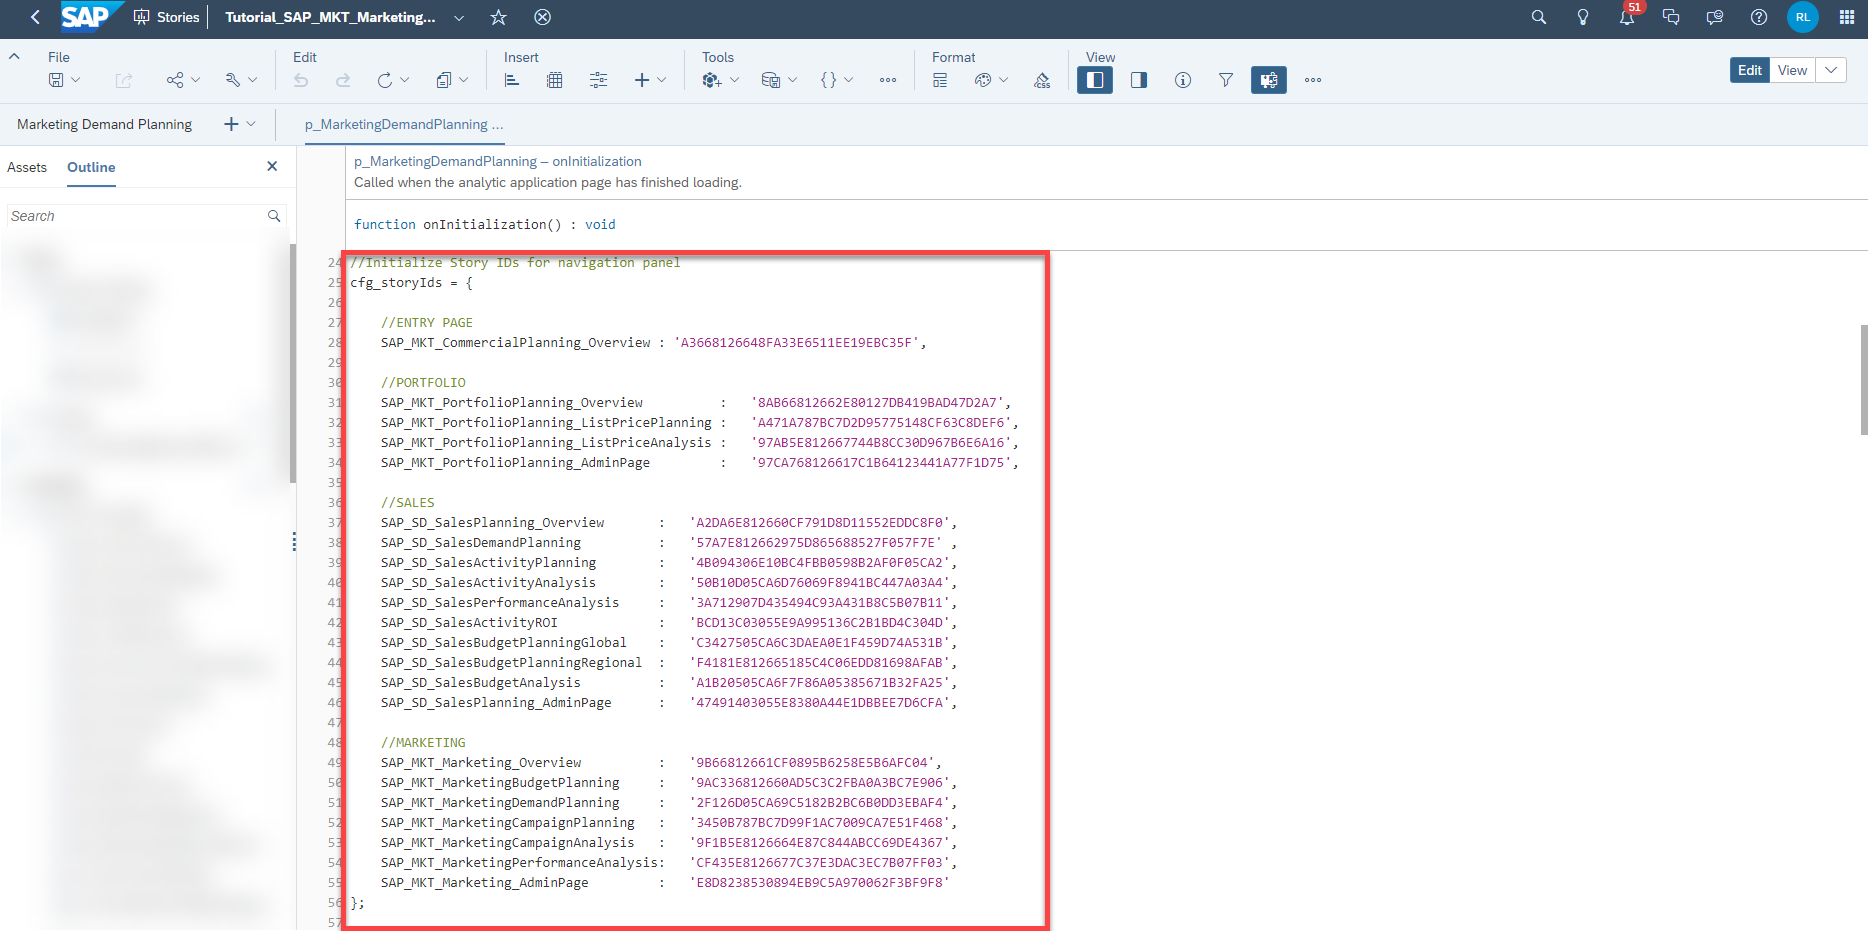 SAP Stories Tutorial_SAP_MKT_Marketing... 51 RL
File Edit Insert Tools Format View
css
Edit View
Marketing Demand Planning p_MarketingDemandPlanning ...
Assets Outline
Search
p_MarketingDemandPlanning – onInitialization
Called when the analytic application page has finished loading.
function onInitialization() : void
24 //Initialize Story IDs for navigation panel
25 cfg_storyIds = {
26
27 //ENTRY PAGE
28 SAP_MKT_CommercialPlanning_Overview : 'A3668126648FA33E6511EE19EBC35F',
29
30 //PORTFOLIO
31 SAP_MKT_PortfolioPlanning_Overview : '8AB66812662E80127DB419BAD47D2A7',
32 SAP_MKT_PortfolioPlanning_ListPricePlanning : 'A471A787BC7D2D95775148CF63C8DEF6',
33 SAP_MKT_PortfolioPlanning_ListPriceAnalysis : '97AB5E812667744B8CC30D967B6E6A16',
34 SAP_MKT_PortfolioPlanning_AdminPage : '97CA768126617C1B64123441A77F1D75',
35
36 //SALES
37 SAP_SD_SalesPlanning_Overview : 'A2DA6E812660CF791D8D11552EDDC8F0',
38 SAP_SD_SalesDemandPlanning : '57A7E812662975D865688527F057F7E' ,
39 SAP_SD_SalesActivityPlanning : '4B094306E10BC4FBB0598B2AF0F05CA2',
40 SAP_SD_SalesActivityAnalysis : '50B10D05CA6D76069F8941BC447A03A4',
41 SAP_SD_SalesPerformanceAnalysis : '3A712907D435494C93A431B8C5B07B11',
42 SAP_SD_SalesActivityROI : 'BCD13C03055E9A995136C2B1BD4C304D',
43 SAP_SD_SalesBudgetPlanningGlobal : 'C3427505CA6C3DAEA0E1F459D74A531B',
44 SAP_SD_SalesBudgetPlanningRegional : 'F4181E812665185C4C06EDD81698AFAB',
45 SAP_SD_SalesBudgetAnalysis : 'A1B20505CA6F7F86A05385671B32FA25',
46 SAP_SD_SalesPlanning_AdminPage : '47491403055E8380A44E1DBBEE7D6CFA',
47
48 //MARKETING
49 SAP_MKT_Marketing_Overview : '9B66812661CF0895B6258E5B6AFC04',
50 SAP_MKT_MarketingBudgetPlanning : '9AC336812660AD5C3C2FBA0A3BC7E906',
51 SAP_MKT_MarketingDemandPlanning : '2F126D05CA69C5182B2BC6B0DD3EBAF4',
52 SAP_MKT_MarketingCampaignPlanning : '3450B787BC7D99F1AC7009CA7E51F468',
53 SAP_MKT_MarketingCampaignAnalysis : '9F1B5E8126664E87C844ABCC69DE4367',
54 SAP_MKT_MarketingPerformanceAnalysis: 'CF435E8126677C37E3DAC3EC7B07FF03',
55 SAP_MKT_Marketing_AdminPage : 'E8D8238530894EB9C5A970062F3BF9F8'
56 };
57